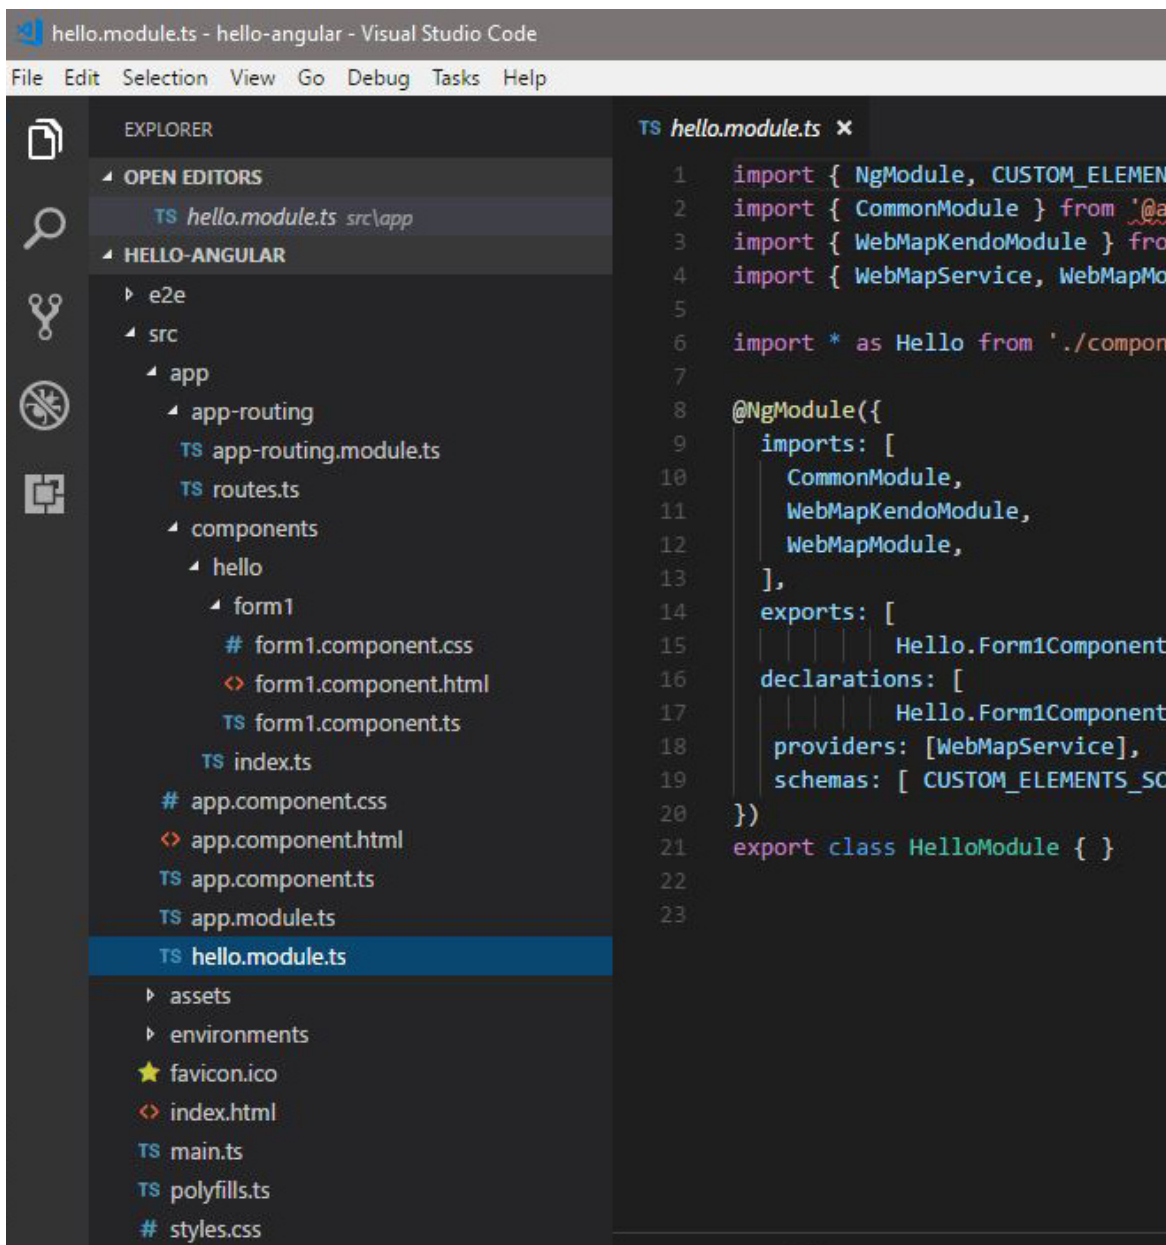 hello.module.ts - hello-angular - Visual Studio Code
File Edit Selection View Go Debug Tasks Help
EXPLORER
OPEN EDITORS
TS hello.module.ts src\app
HELLO-ANGULAR
e2e
src
app
app-routing
TS app-routing.module.ts
TS routes.ts
components
hello
form1
# form1.component.css
<> form1.component.html
TS form1.component.ts
TS index.ts
# app.component.css
<> app.component.html
TS app.component.ts
TS app.module.ts
TS hello.module.ts
assets
environments
favicon.ico
<> index.html
TS main.ts
TS polyfills.ts
# styles.css
TS hello.module.ts ×
1 import { NgModule, CUSTOM_ELEMEN
2 import { CommonModule } from '@a
3 import { WebMapKendoModule } fro
4 import { WebMapService, WebMapMo
5
6 import * as Hello from './compon
7
8 @NgModule({
9 imports: [
10 CommonModule,
11 WebMapKendoModule,
12 WebMapModule,
13 ],
14 exports: [
15 Hello.Form1Component
16 declarations: [
17 Hello.Form1Component
18 providers: [WebMapService],
19 schemas: [ CUSTOM_ELEMENTS_SC
20 })
21 export class HelloModule { }
22
23